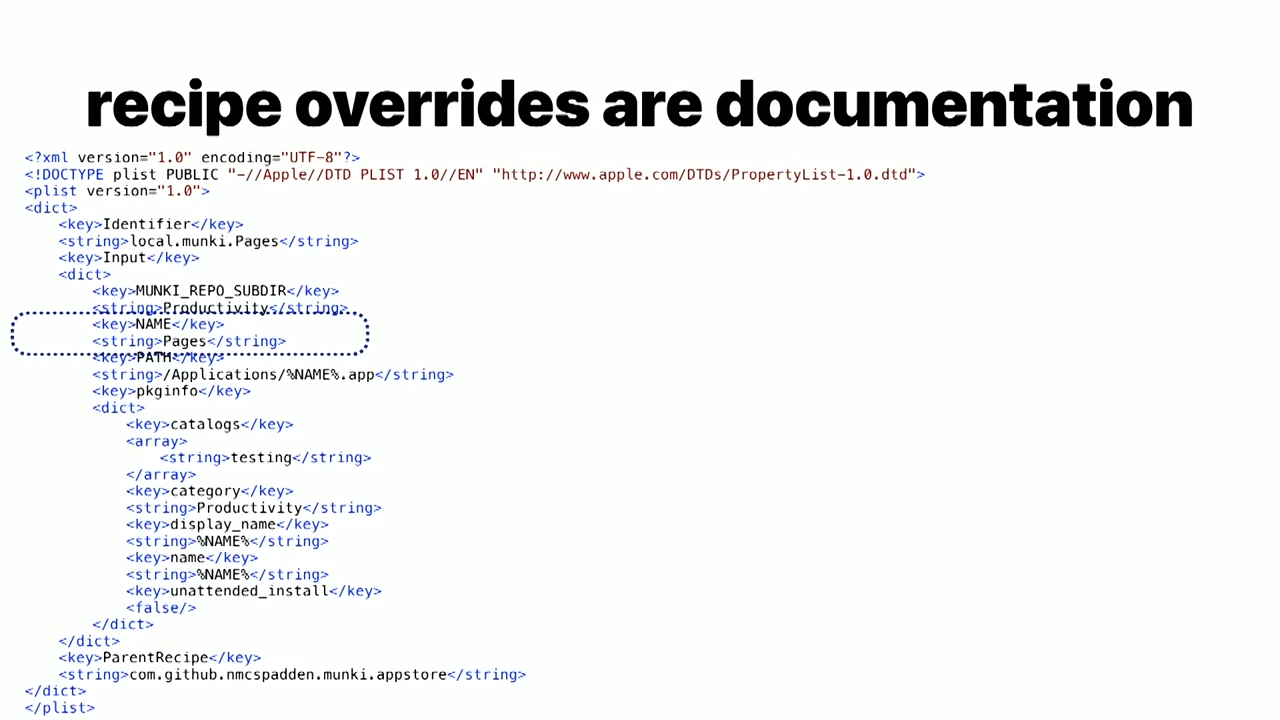 recipe overrides are documentation
<?xml version="1.0" encoding="UTF-8"?>
<!DOCTYPE plist PUBLIC "-//Apple//DTD PLIST 1.0//EN" "http://www.apple.com/DTDs/PropertyList-1.0.dtd">
<plist version="1.0">
<dict>
<key>Identifier</key>
<string>local.munki.Pages</string>
<key>Input</key>
<dict>
<key>MUNKI_REPO_SUBDIR</key>
<string>Productivity</string>
<key>NAME</key>
<string>Pages</string>
<key>PATH</key>
<string>/Applications/%NAME%.app</string>
<key>pkginfo</key>
<dict>
<key>catalogs</key>
<array>
<string>testing</string>
</array>
<key>category</key>
<string>Productivity</string>
<key>display_name</key>
<string>%NAME%</string>
<key>name</key>
<string>%NAME%</string>
<key>unattended_install</key>
<false/>
</dict>
</dict>
<key>ParentRecipe</key>
<string>com.github.nmcspadden.munki.appstore</string>
</dict>
</plist>